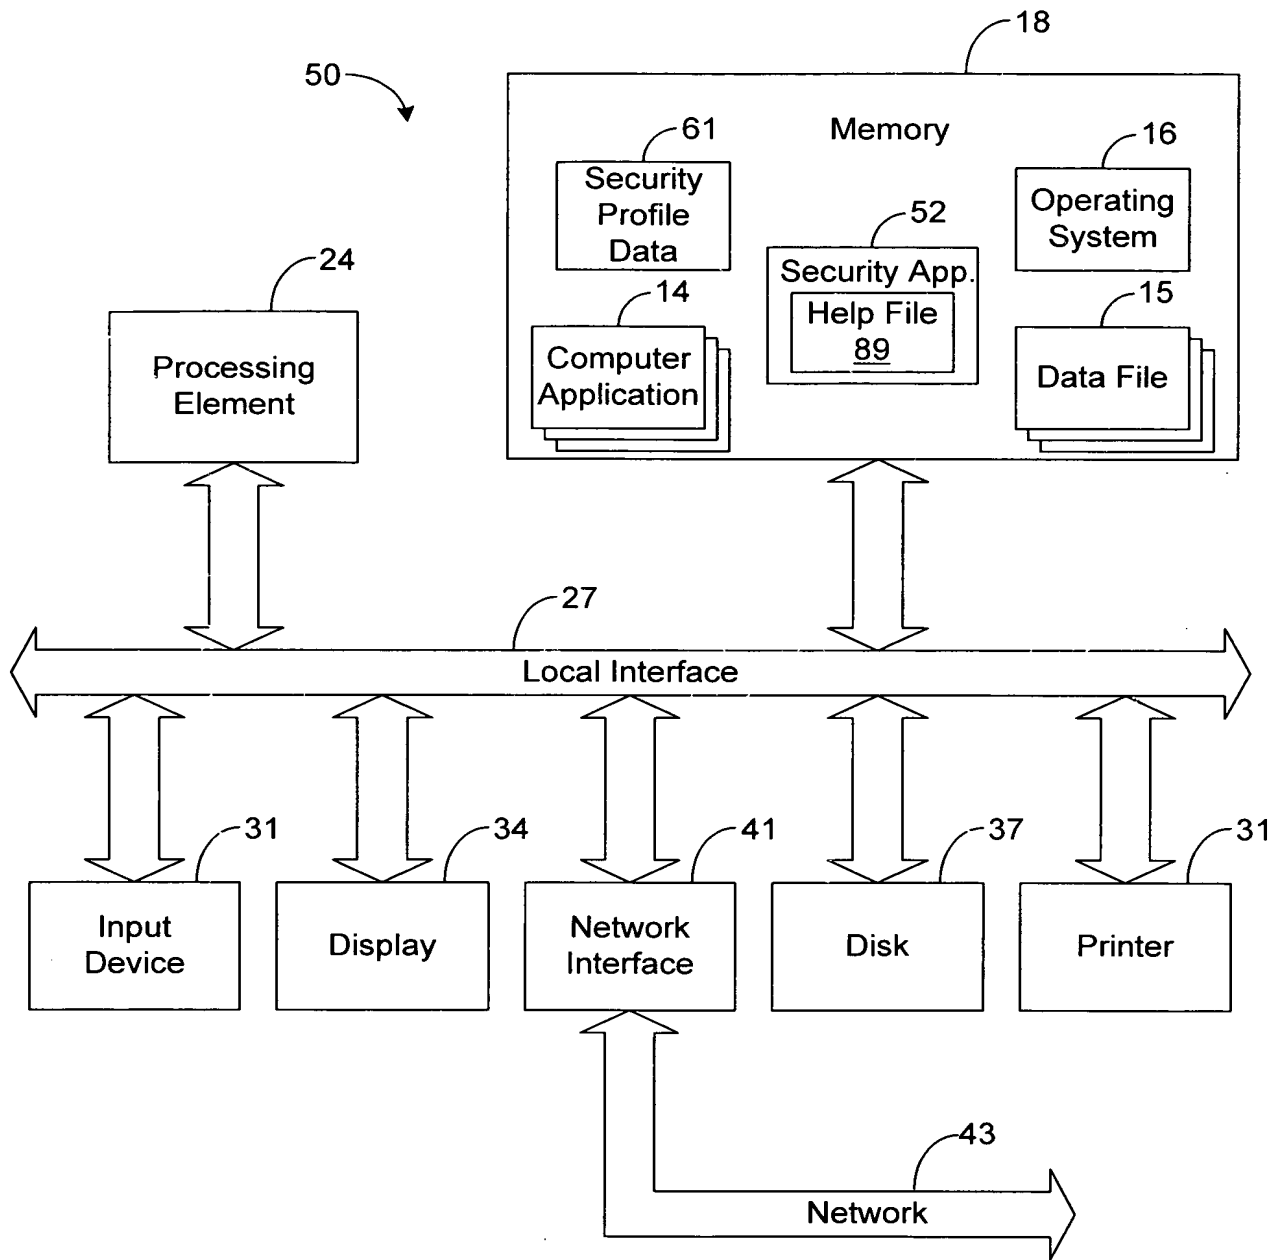 18
50
Memory
61
16
Security
Profile
Data
Operating
System
52
Security App.
Help File
89
24
14
15
Processing
Element
Computer
Application
Data File
27
Local Interface
31
34
41
37
31
Input
Device
Display
Network
Interface
Disk
Printer
43
Network